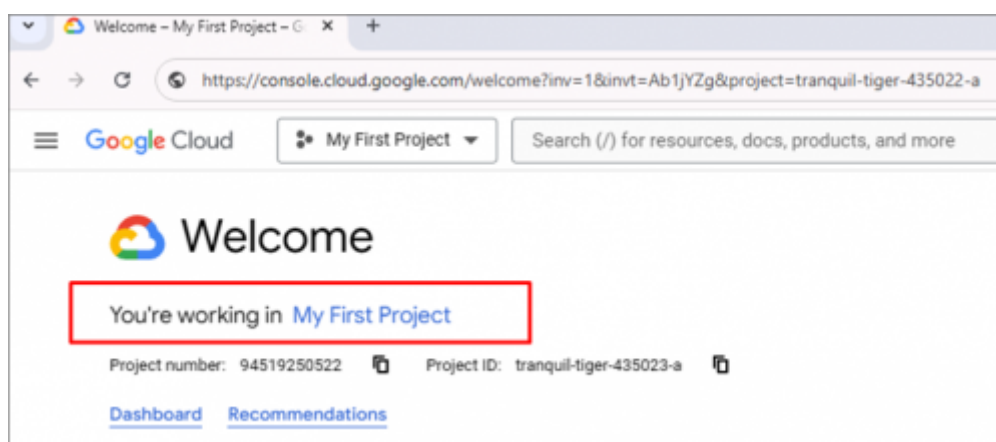 Welcome – My First Project – G
https://console.cloud.google.com/welcome?inv=1&invt=Ab1jYZg&project=tranquil-tiger-435022-a
Google Cloud My First Project Search (/) for resources, docs, products, and more
Welcome
You're working in My First Project
Project number: 94519250522 Project ID: tranquil-tiger-435023-a
Dashboard Recommendations